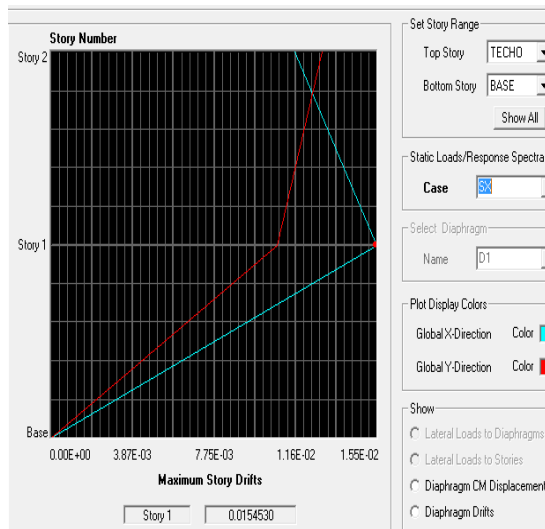 Story Number
Story 2
Story 1
Base
0.00E+00 3.87E-03 7.75E-03 1.16E-02 1.55E-02
Maximum Story Drifts
Story 1 0.0154530
Set Story Range
Top Story TECHO
Bottom Story BASE
Show All
Static Loads/Response Spectra
Case SX
Select Diaphragm
Name D1
Plot Display Colors
Global X-Direction Color
Global Y-Direction Color
Show
Lateral Loads to Diaphragms
Lateral Loads to Stories
Diaphragm CM Displacement
Diaphragm Drifts